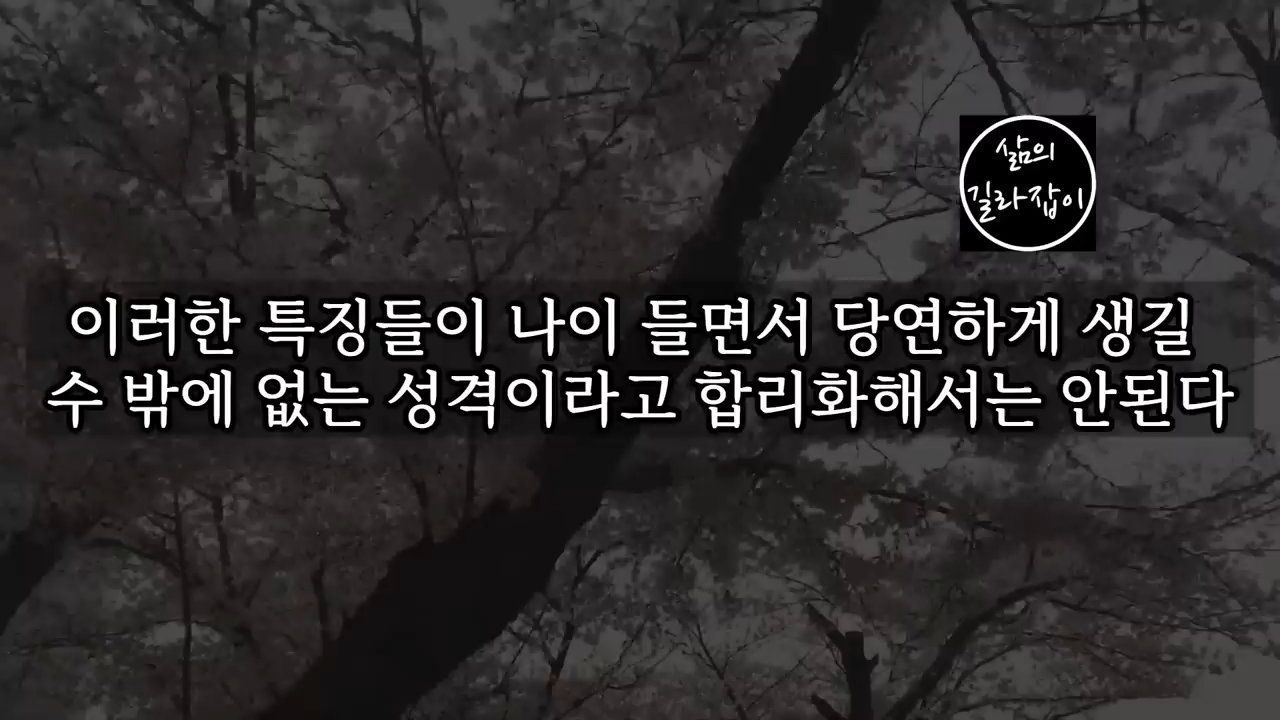 삶의
길라잡이
이러한 특징들이 나이 들면서 당연하게 생길
수 밖에 없는 성격이라고 합리화해서는 안된다